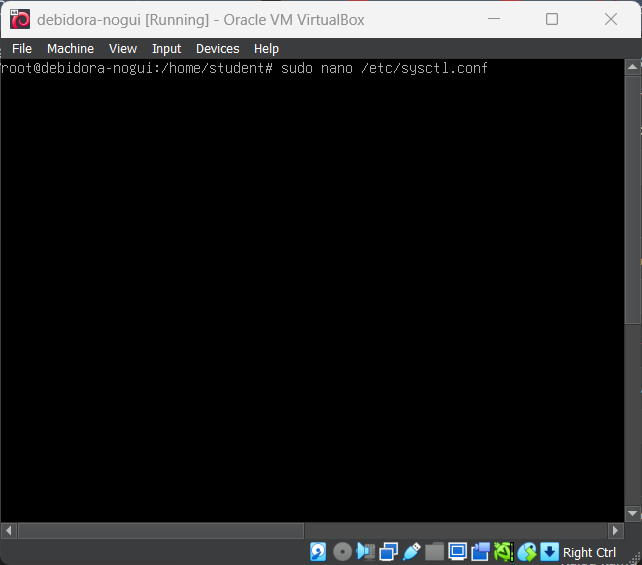 debidora-nogui [Running] - Oracle VM VirtualBox
File Machine View Input Devices Help
root@debidora-nogui:/home/student# sudo nano /etc/sysctl.conf
Right Ctrl